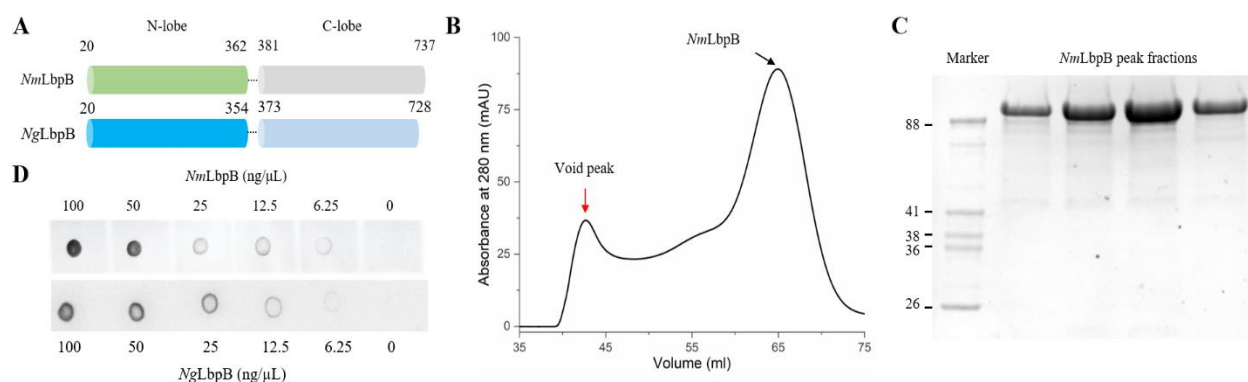 A
N-lobe C-lobe
20 362 381 737
NmLbpB
20 354 373 728
NgLbpB
B
NmLbpB
Void peak
Absorbance at 280 nm (mAU)
100
75
50
25
0
35 45 55 65 75
Volume (ml)
C
Marker NmLbpB peak fractions
88
41
38
36
26
D
NmLbpB (ng/µL)
100 50 25 12.5 6.25 0
100 50 25 12.5 6.25 0
NgLbpB (ng/µL)